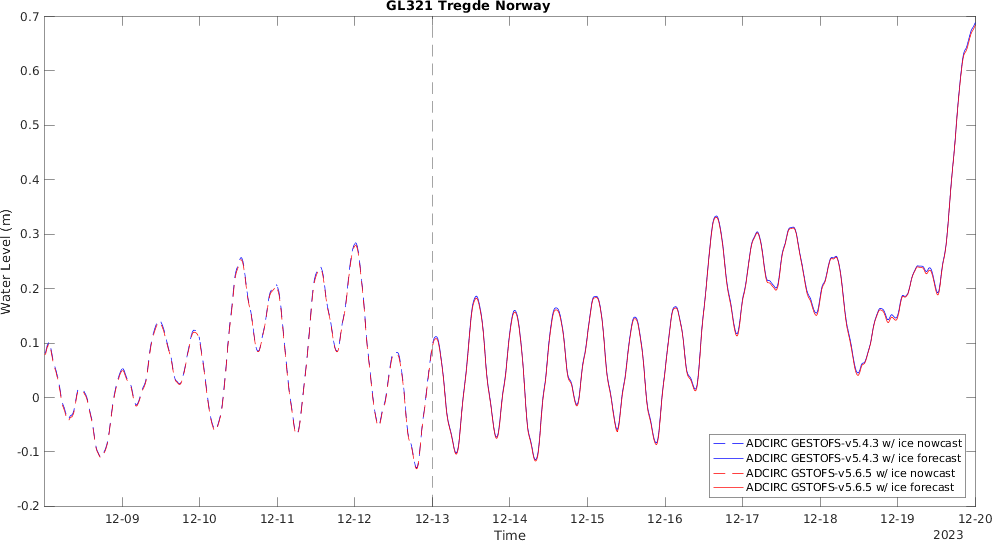 GL321 Tregde Norway
0.7
0.6
0.5
0.4
0.3
0.2
0.1
0
-0.1
-0.2
Water Level (m)
12-09 12-10 12-11 12-12 12-13 12-14 12-15 12-16 12-17 12-18 12-19 12-20
Time
2023
ADCIRC GESTOFS-v5.4.3 w/ ice nowcast
ADCIRC GESTOFS-v5.4.3 w/ ice forecast
ADCIRC GSTOFS-v5.6.5 w/ ice nowcast
ADCIRC GSTOFS-v5.6.5 w/ ice forecast